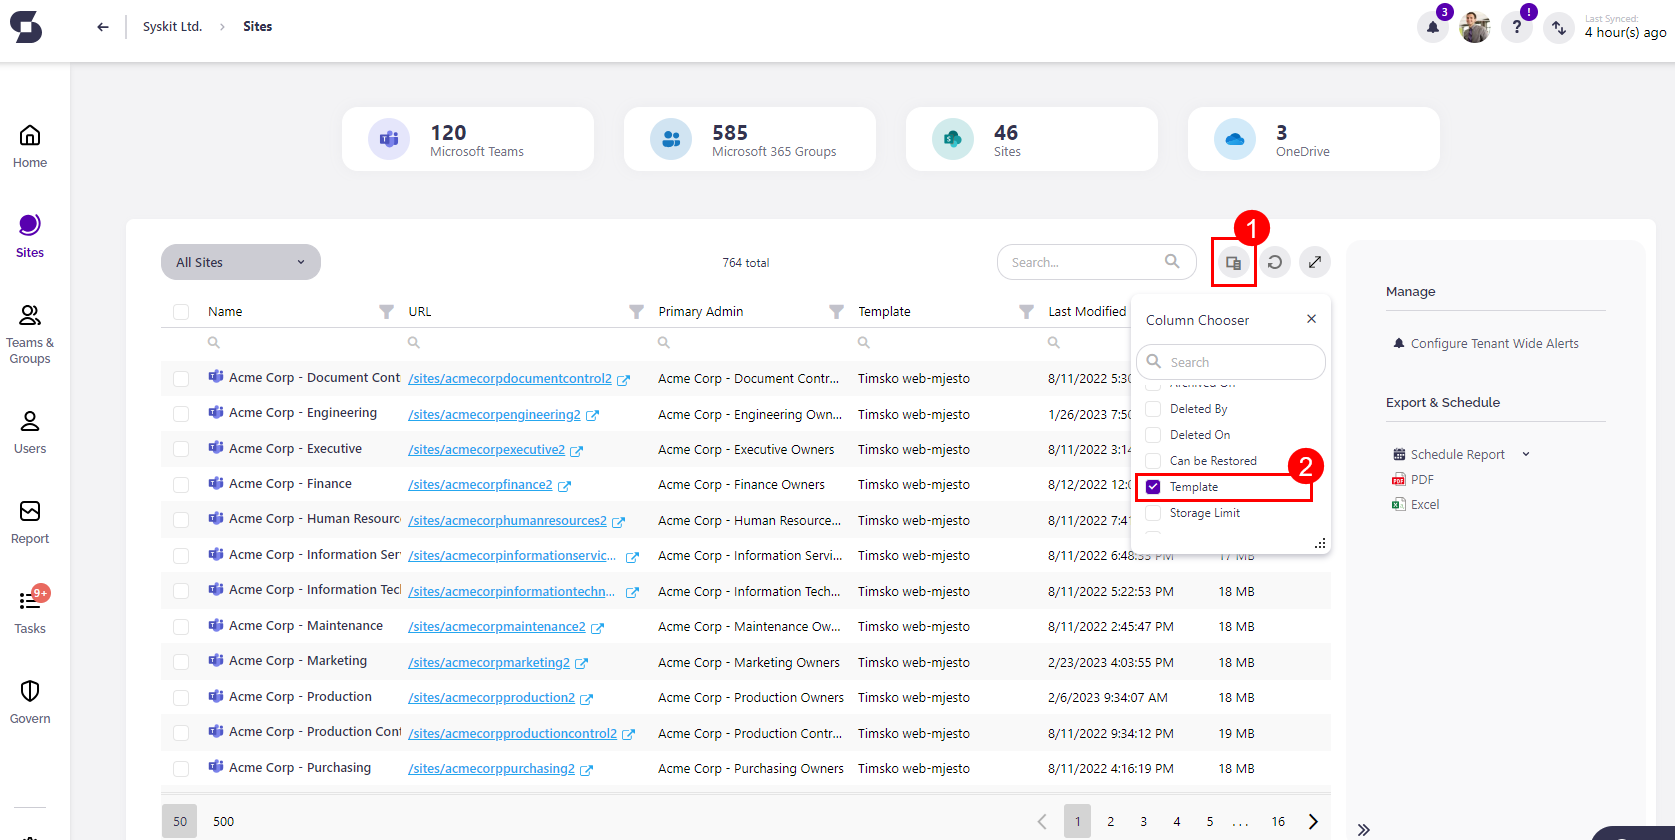 Syskit Ltd. > Sites
3
!
?
Last Synced:
4 hour(s) ago
Home
Sites
Teams &
Groups
Users
Report
9+
Tasks
Govern
120
Microsoft Teams
585
Microsoft 365 Groups
46
Sites
3
OneDrive
All Sites
764 total
Search...
1
Name URL Primary Admin Template Last Modified
Acme Corp - Document Cont /sites/acmecorpdocumentcontrol2 Acme Corp - Document Contr... Timsko web-mjesto 8/11/2022 5:30
Acme Corp - Engineering /sites/acmecorpengineering2 Acme Corp - Engineering Own... Timsko web-mjesto 1/26/2023 7:50
Acme Corp - Executive /sites/acmecorpexecutive2 Acme Corp - Executive Owners Timsko web-mjesto 8/11/2022 3:14
Acme Corp - Finance /sites/acmecorpfinance2 Acme Corp - Finance Owners Timsko web-mjesto 8/12/2022 12:0
Acme Corp - Human Resourc /sites/acmecorphumanresources2 Acme Corp - Human Resource... Timsko web-mjesto 8/11/2022 7:41
Acme Corp - Information Ser /sites/acmecorpinformationservic... Acme Corp - Information Servi... Timsko web-mjesto 8/11/2022 6:48:33 PM 17 MB
Acme Corp - Information Tec /sites/acmecorpinformationtechn... Acme Corp - Information Tech... Timsko web-mjesto 8/11/2022 5:22:53 PM 18 MB
Acme Corp - Maintenance /sites/acmecorpmaintenance2 Acme Corp - Maintenance Ow... Timsko web-mjesto 8/11/2022 2:45:47 PM 18 MB
Acme Corp - Marketing /sites/acmecorpmarketing2 Acme Corp - Marketing Owners Timsko web-mjesto 2/23/2023 4:03:55 PM 18 MB
Acme Corp - Production /sites/acmecorpproduction2 Acme Corp - Production Owners Timsko web-mjesto 2/6/2023 9:34:07 AM 18 MB
Acme Corp - Production Cont /sites/acmecorpproductioncontrol2 Acme Corp - Production Contr... Timsko web-mjesto 8/11/2022 9:34:12 PM 19 MB
Acme Corp - Purchasing /sites/acmecorppurchasing2 Acme Corp - Purchasing Owners Timsko web-mjesto 8/11/2022 4:16:19 PM 18 MB
50 500
1 2 3 4 5 ... 16
Column Chooser
Search
Archived On
Deleted By
Deleted On
Can be Restored
2
Template
Storage Limit
Manage
Configure Tenant Wide Alerts
Export & Schedule
Schedule Report
PDF
Excel